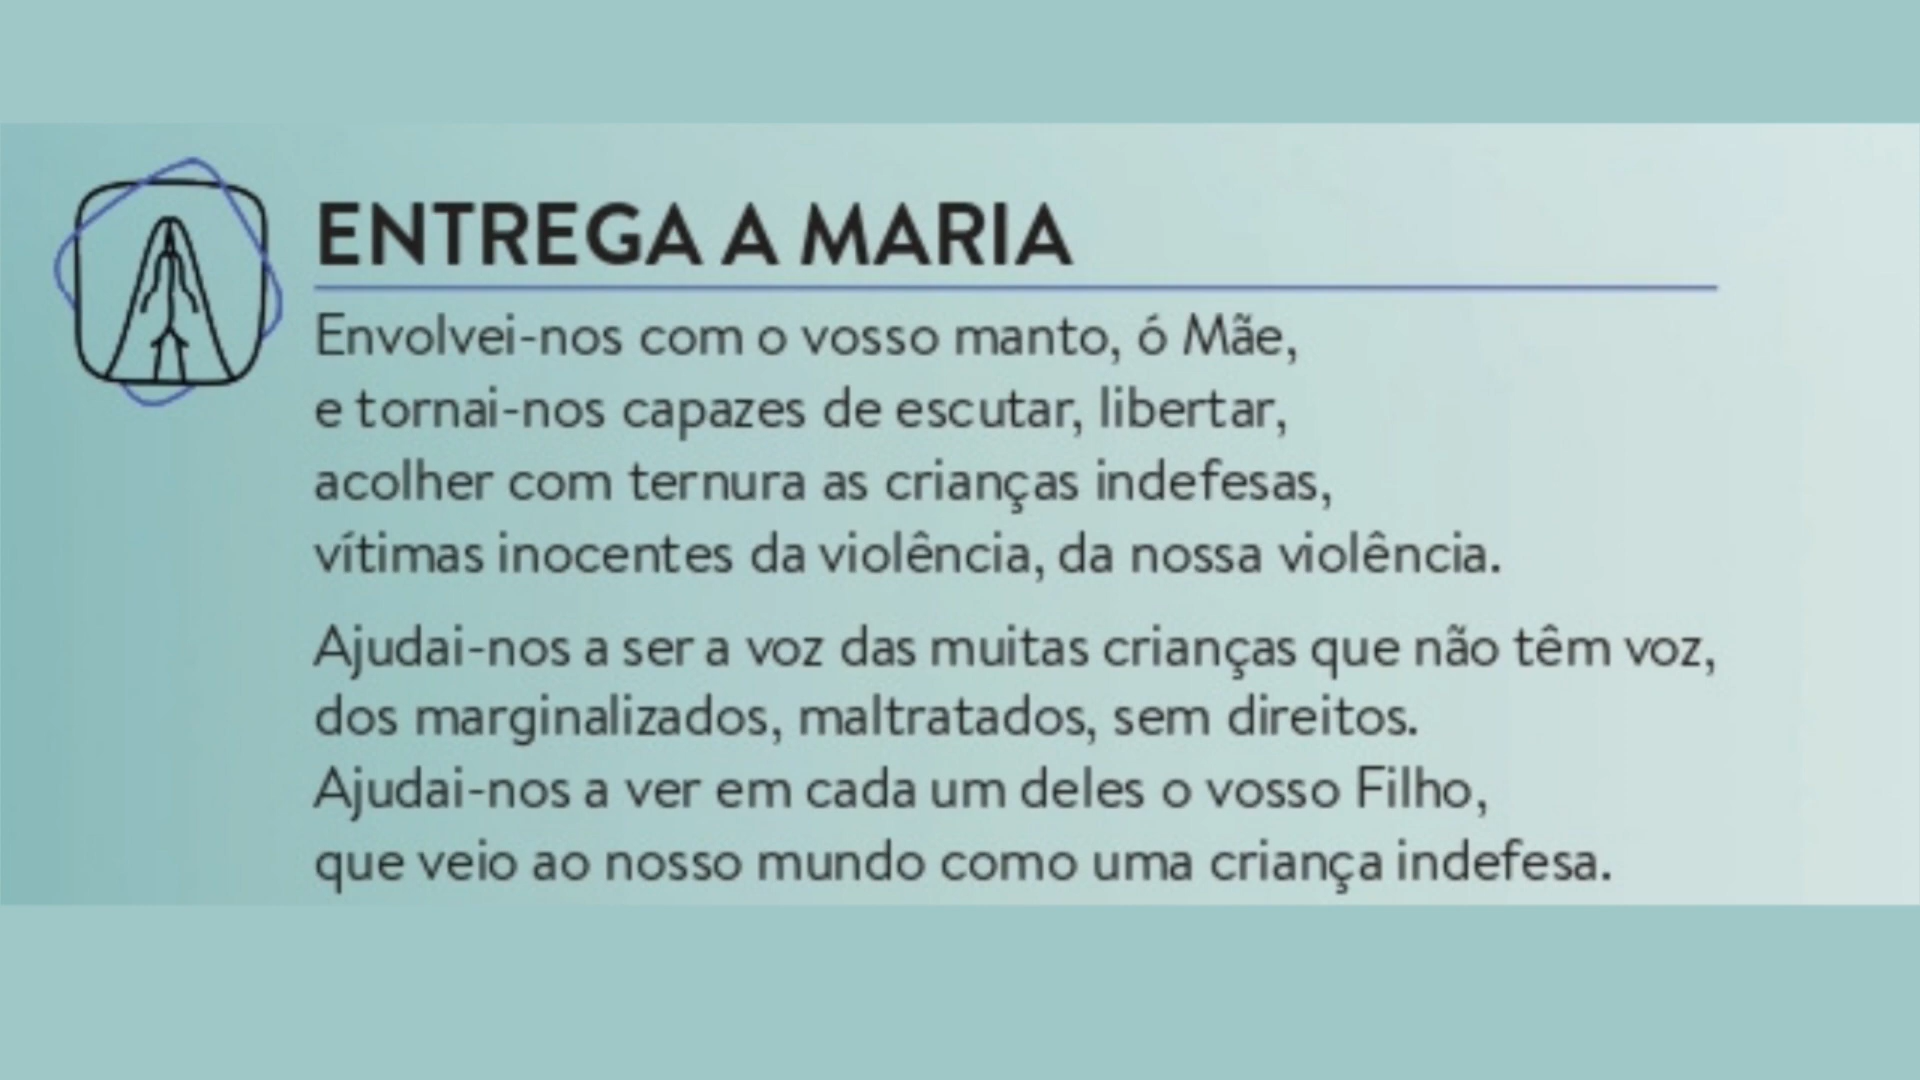 ENTREGA A MARIA
Envolvei-nos com o vosso manto, ó Mãe,
e tornai-nos capazes de escutar, libertar,
acolher com ternura as crianças indefesas,
vítimas inocentes da violência, da nossa violência.
Ajudai-nos a ser a voz das muitas crianças que não têm voz,
dos marginalizados, maltratados, sem direitos.
Ajudai-nos a ver em cada um deles o vosso Filho,
que veio ao nosso mundo como uma criança indefesa.